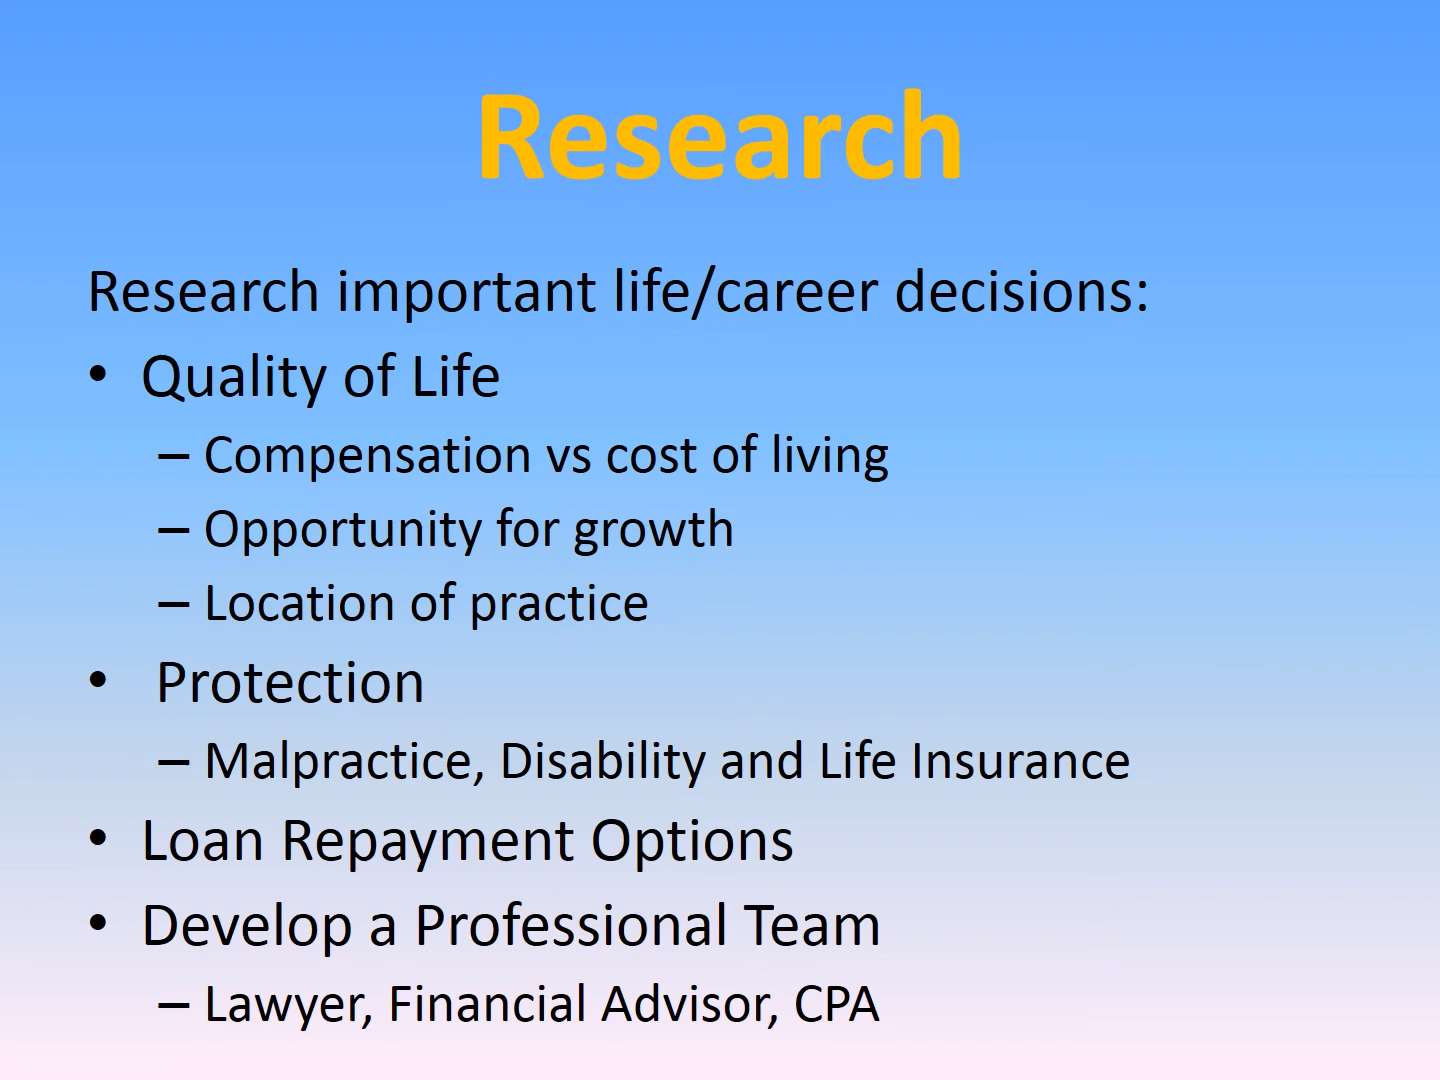 Research
Research important life/career decisions:
• Quality of Life
– Compensation vs cost of living
– Opportunity for growth
– Location of practice
• Protection
– Malpractice, Disability and Life Insurance
• Loan Repayment Options
• Develop a Professional Team
– Lawyer, Financial Advisor, CPA